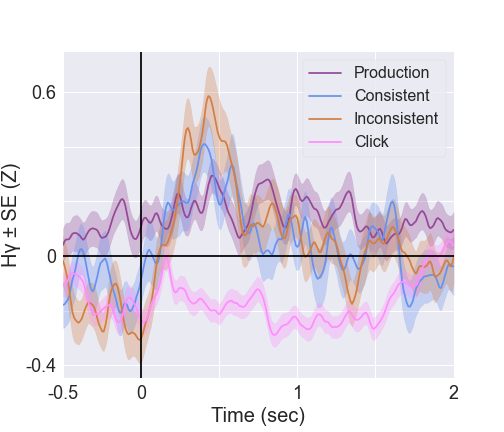 Production
Consistent
Inconsistent
Click
0.6
0
-0.4
Hγ ± SE (Z)
-0.5
0
1
2
Time (sec)